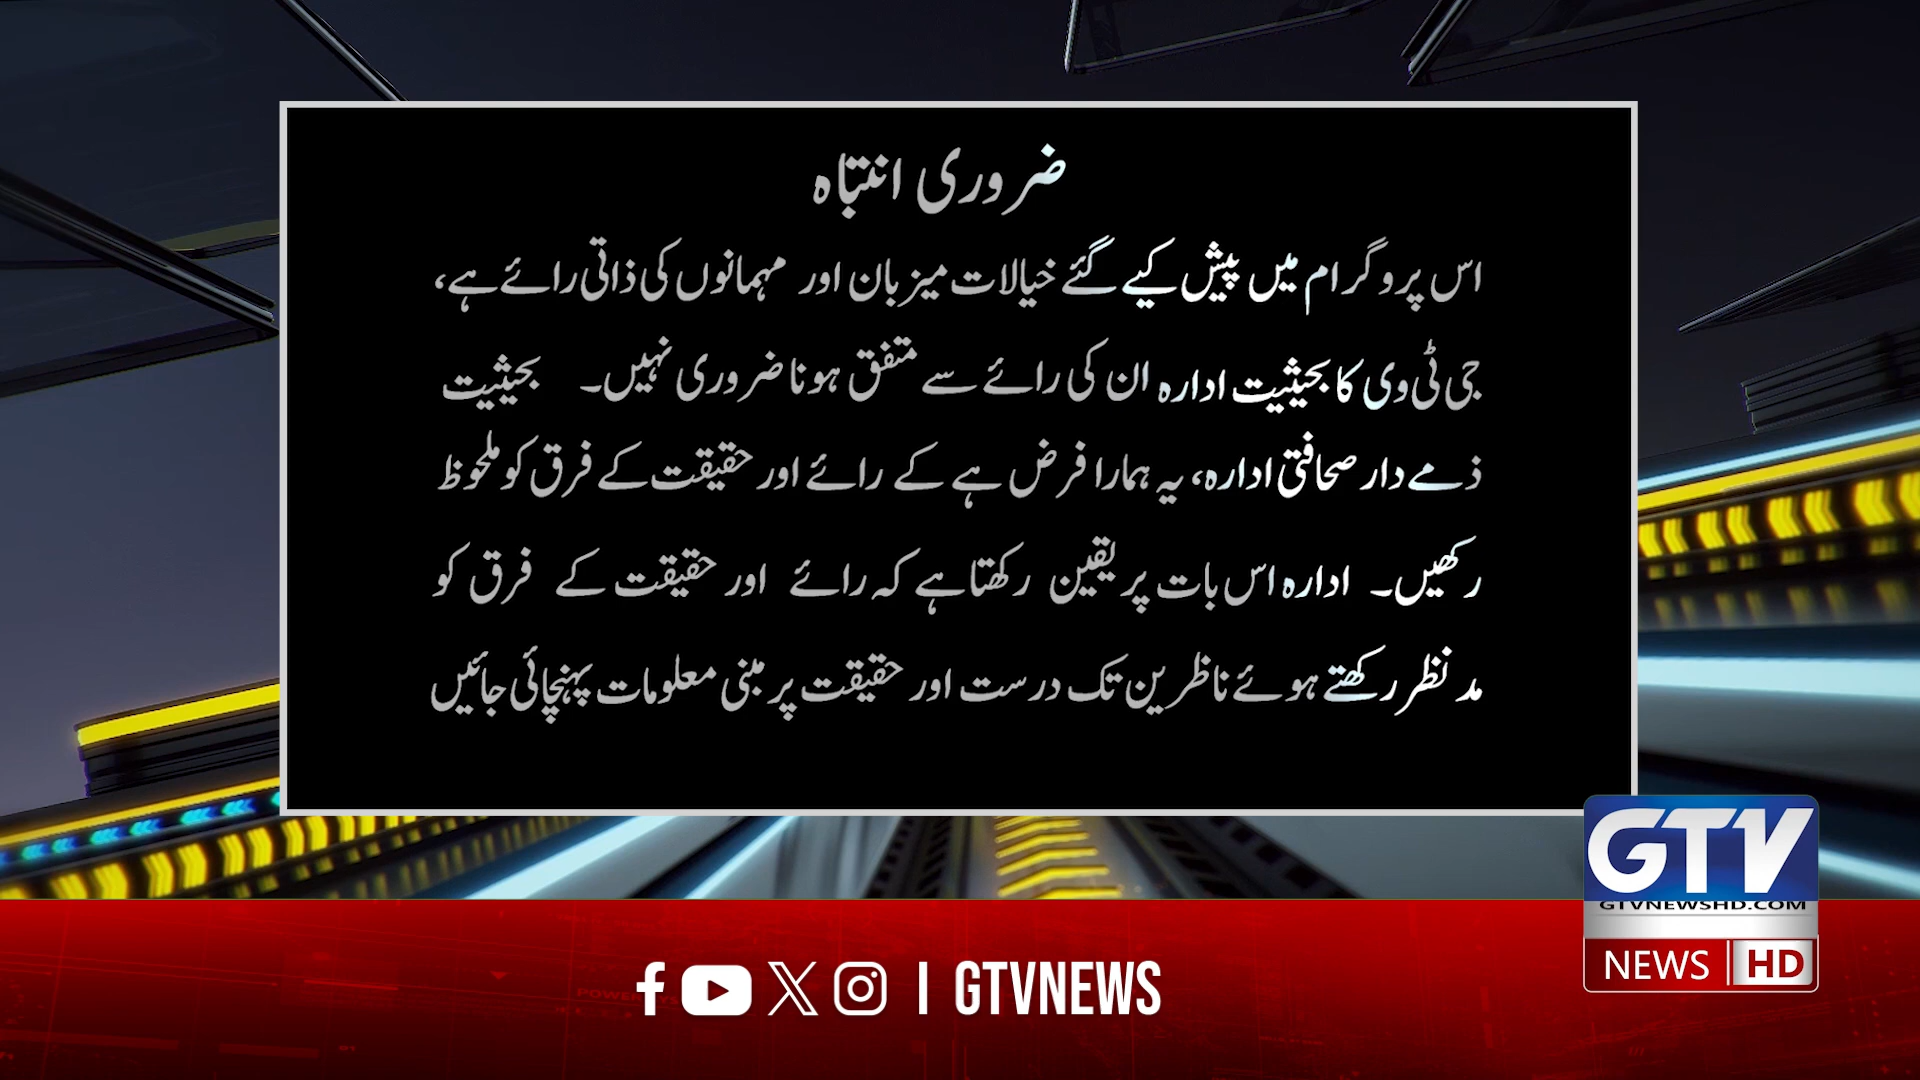 ضروری انتباہ
اس پروگرام میں پیش کیے گئے خیالات میزبان اور مہمانوں کی ذاتی رائے ہے،
جی ٹی وی کا بحیثیت ادارہ ان کی رائے سے متفق ہونا ضروری نہیں۔ بحیثیت
ذمے دار صحافتی ادارہ، یہ ہمارا فرض ہے کے رائے اور حقیقت کے فرق کو ملحوظ
رکھیں۔ ادارہ اس بات پر یقین رکھتا ہے کہ رائے اور حقیقت کے فرق کو
مد نظر رکھتے ہوئے ناظرین تک درست اور حقیقت پر مبنی معلومات پہنچائی جائیں
GTV
GTVNEWSHD.COM
NEWS HD
GTVNEWS